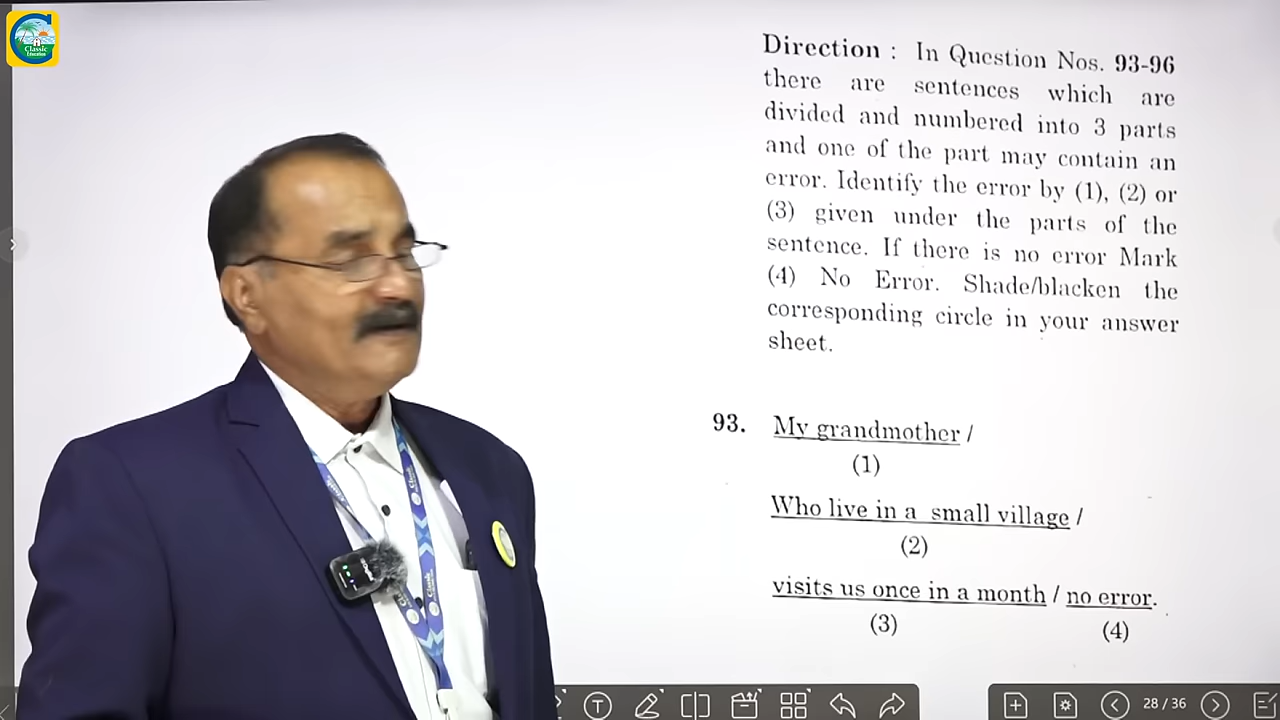 Classic
Education
Direction : In Question Nos. 93-96
there are sentences which are
divided and numbered into 3 parts
and one of the part may contain an
error. Identify the error by (1), (2) or
(3) given under the parts of the
sentence. If there is no error Mark
(4) No Error. Shade/blacken the
corresponding circle in your answer
sheet.
93. My grandmother /
(1)
Who live in a small village /
(2)
visits us once in a month / no error.
(3) (4)
28 / 36